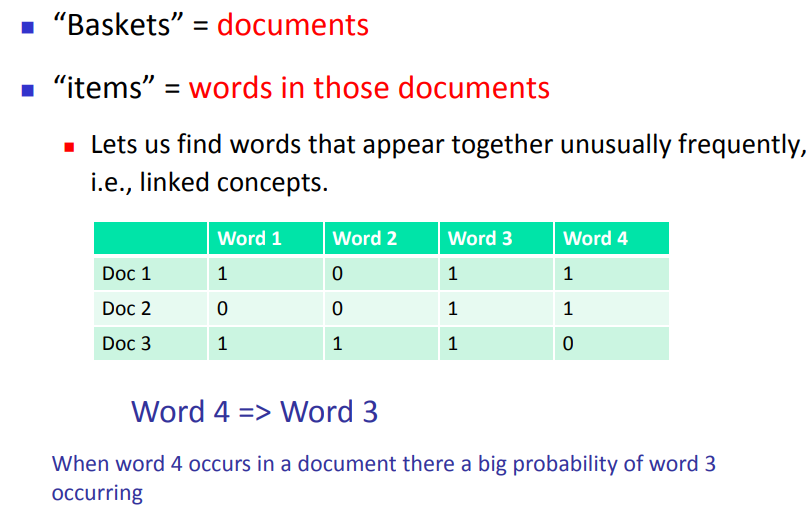 “Baskets” = documents
“items” = words in those documents
Lets us find words that appear together unusually frequently,
i.e., linked concepts.
Word 1 Word 2 Word 3 Word 4
Doc 1 1 0 1 1
Doc 2 0 0 1 1
Doc 3 1 1 1 0
Word 4 => Word 3
When word 4 occurs in a document there a big probability of word 3
occurring